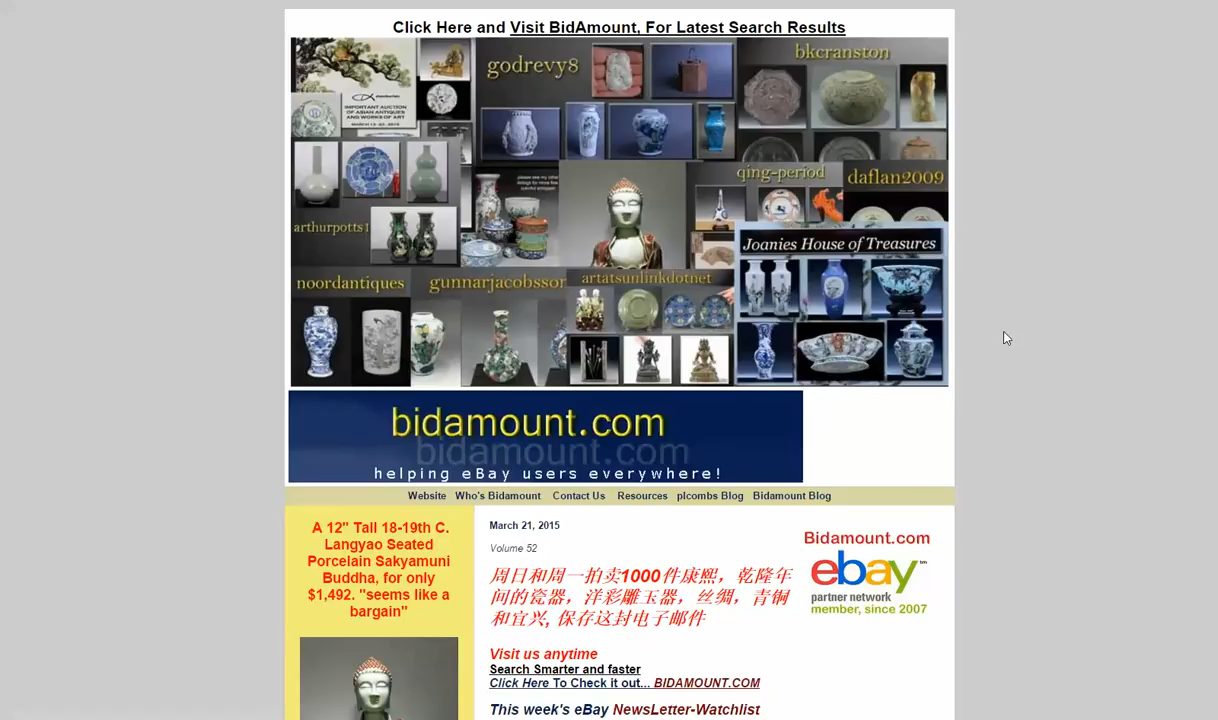 Click Here and Visit BidAmount, For Latest Search Results
IMPORTANT AUCTION
OF ASIAN ANTIQUES
AND WORKS OF ART
godrevy8
bkcranston
please see my other
qing-period
daflan2009
arthurpotts1
Joanies House of Treasures
noordantiques
gunnarjacobsson
artatsunlinkdotnet
bidamount.com
helping eBay users everywhere!
Website Who's Bidamount Contact Us Resources plcombs Blog Bidamount Blog
A 12" Tall 18-19th C.
Langyao Seated
Porcelain Sakyamuni
Buddha, for only
$1,492. "seems like a
bargain"
March 21, 2015
Volume 52
周日和周一拍卖1000件康熙，乾隆年
间的瓷器，洋彩雕玉器，丝绸，青铜
和宜兴, 保存这封电子邮件
Bidamount.com
ebay™
partner network
member, since 2007
Visit us anytime
Search Smarter and faster
Click Here To Check it out... BIDAMOUNT.COM
This week's eBay NewsLetter-Watchlist